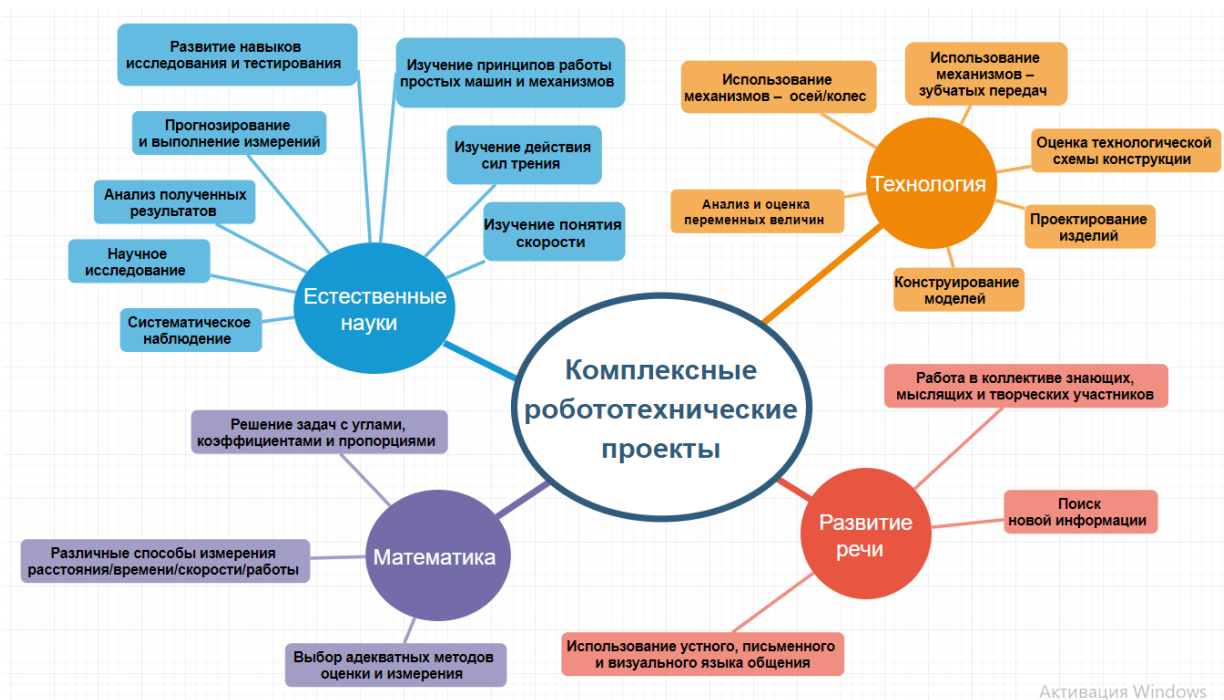 Развитие навыков
исследования и тестирования
Изучение принципов работы
простых машин и механизмов
Прогнозирование
и выполнение измерений
Изучение действия
сил трения
Анализ полученных
результатов
Изучение понятия
скорости
Научное
исследование
Систематическое
наблюдение
Естественные
науки
Использование
механизмов – осей/колес
Использование
механизмов –
зубчатых передач
Оценка технологической
схемы конструкции
Технология
Анализ и оценка
переменных величин
Проектирование
изделий
Конструирование
моделей
Комплексные
робототехнические
проекты
Решение задач с углами,
коэффициентами и пропорциями
Математика
Различные способы измерения
расстояния/времени/скорости/работы
Выбор адекватных методов
оценки и измерения
Работа в коллективе знающих,
мыслящих и творческих участников
Поиск
новой информации
Развитие
речи
Использование устного, письменного
и визуального языка общения
Активация Windows